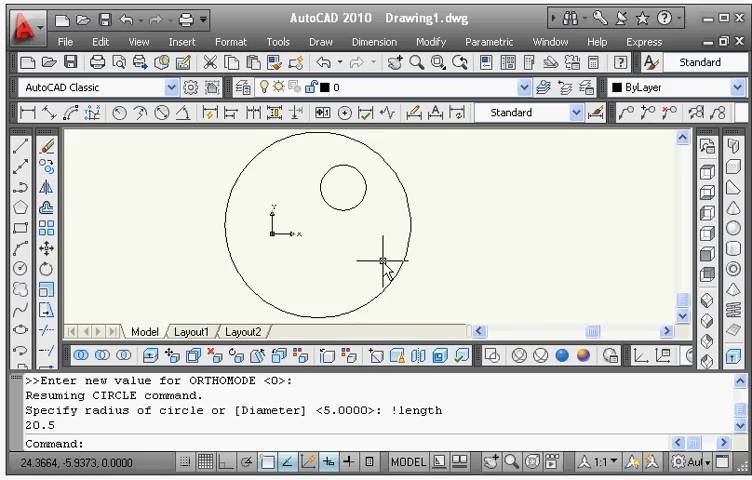 AutoCAD 2010 Drawing1.dwg
File Edit View Insert Format Tools Draw Dimension Modify Parametric Window Help Express
Standard
AutoCAD Classic 0 ByLayer
Standard
Y
X
Model Layout1 Layout2
>>Enter new value for ORTHOMODE <0>:
Resuming CIRCLE command.
Specify radius of circle or [Diameter] <5.0000>: !length
20.5
Command:
24.3664, -5.9373, 0.0000 MODEL 1:1 Aut